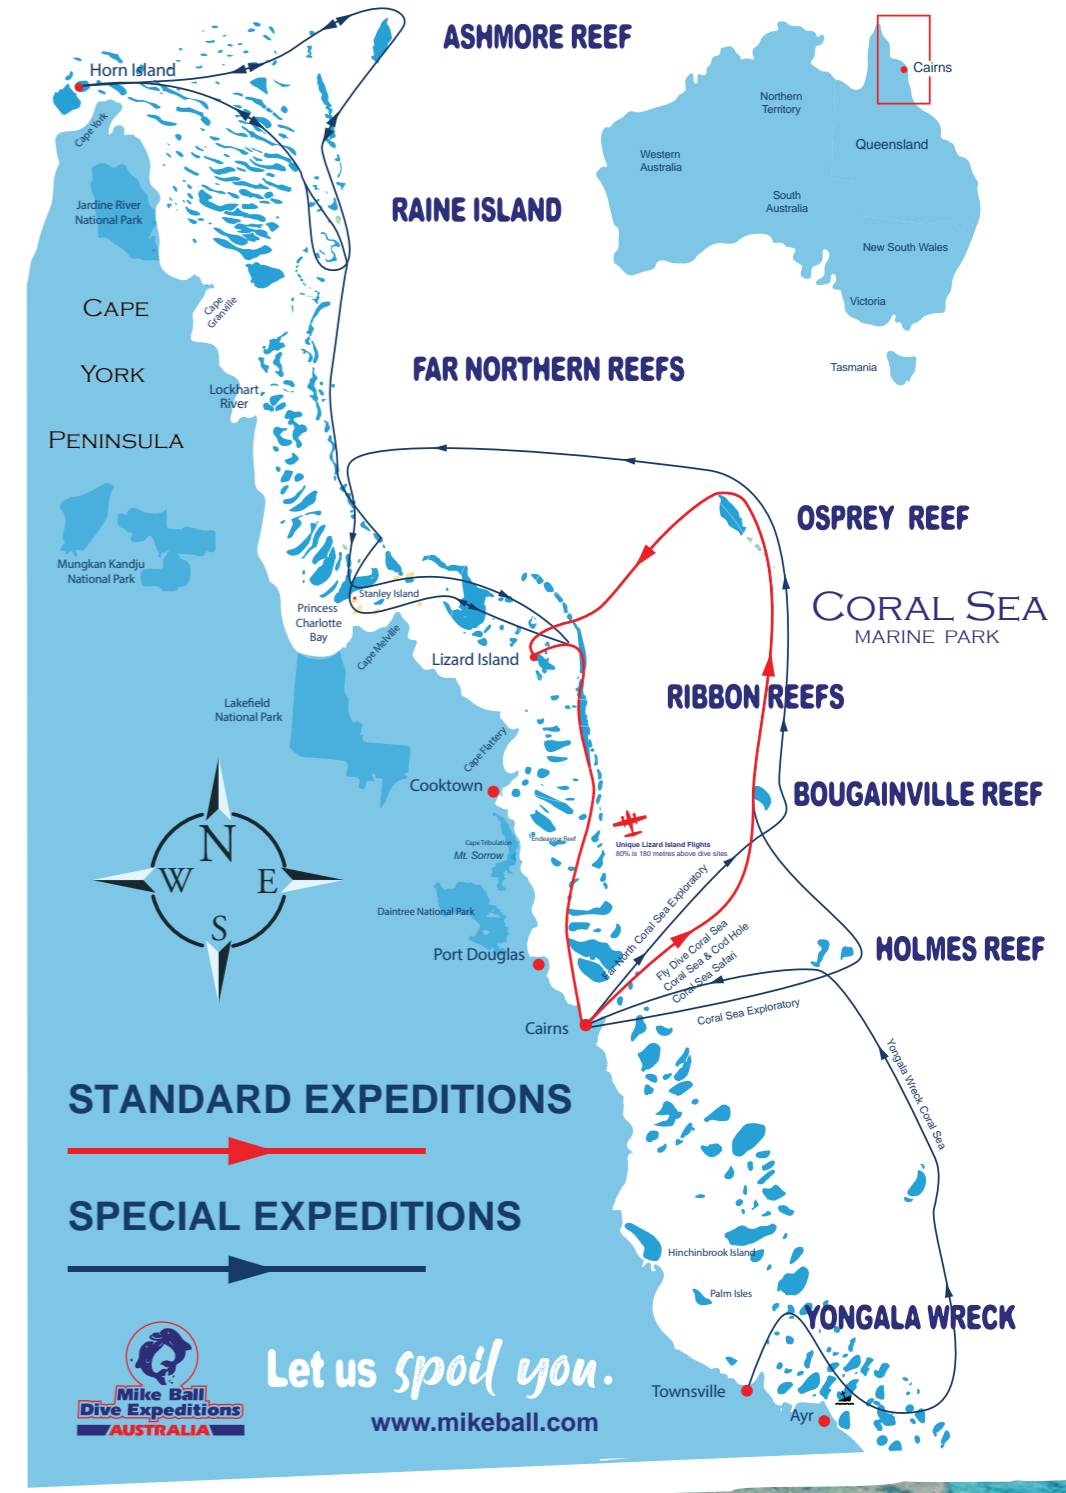 ASHMORE REEF
Horn Island
Cape York
Jardine River
National Park
RAINE ISLAND
Cape
Granville
CAPE
YORK
PENINSULA
FAR NORTHERN REEFS
Lockhart
River
Cairns
Northern
Territory
Queensland
Western
Australia
South
Australia
New South Wales
Victoria
Tasmania
OSPREY REEF
Mungkan Kandju
National Park
Stanley Island
Princess
Charlotte
Bay
Cape Melville
CORAL SEA
MARINE PARK
Lizard Island
RIBBON REEFS
Lakefield
National Park
Cape Flattery
Cooktown
BOUGAINVILLE REEF
Endeavour Reef
Cape Tribulation
Mt. Sorrow
Unique Lizard Island Flights
80% is 180 metres above dive sites
N
W
E
S
Daintree National Park
Port Douglas
Far North Coral Sea Exploratory
Fly Dive Coral Sea
Coral Sea & Cod Hole
Coral Sea Safari
HOLMES REEF
Coral Sea Exploratory
Cairns
Yongala Wreck Coral Sea
STANDARD EXPEDITIONS
SPECIAL EXPEDITIONS
Hinchinbrook Island
Palm Isles
YONGALA WRECK
Townsville
Ayr
Mike Ball
Dive Expeditions
AUSTRALIA
Let us spoil you.
www.mikeball.com